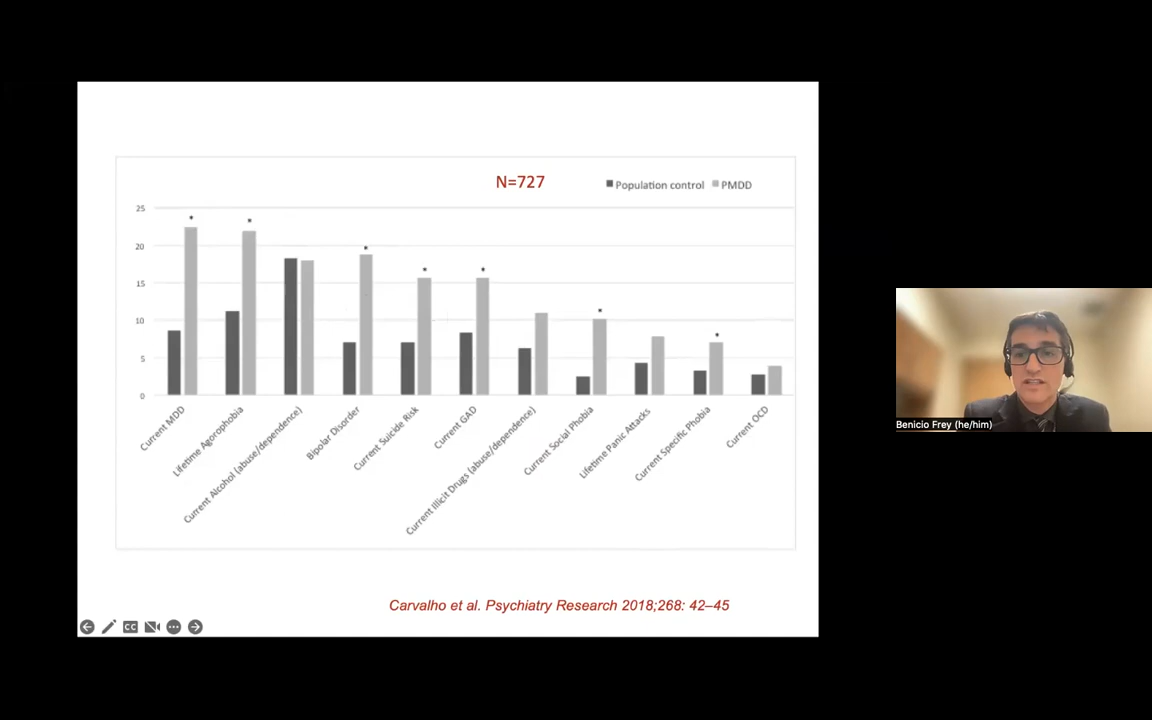 N=727
Population control
PMDD
25
20
15
10
5
0
* * * * * * *
Current MDD
Lifetime Agorophobia
Current Alcohol (abuse/dependence)
Bipolar Disorder
Current Suicide Risk
Current GAD
Current Illicit Drugs (abuse/dependence)
Current Social Phobia
Lifetime Panic Attacks
Current Specific Phobia
Current OCD
Benicio Frey (he/him)
Carvalho et al. Psychiatry Research 2018;268: 42–45
CC